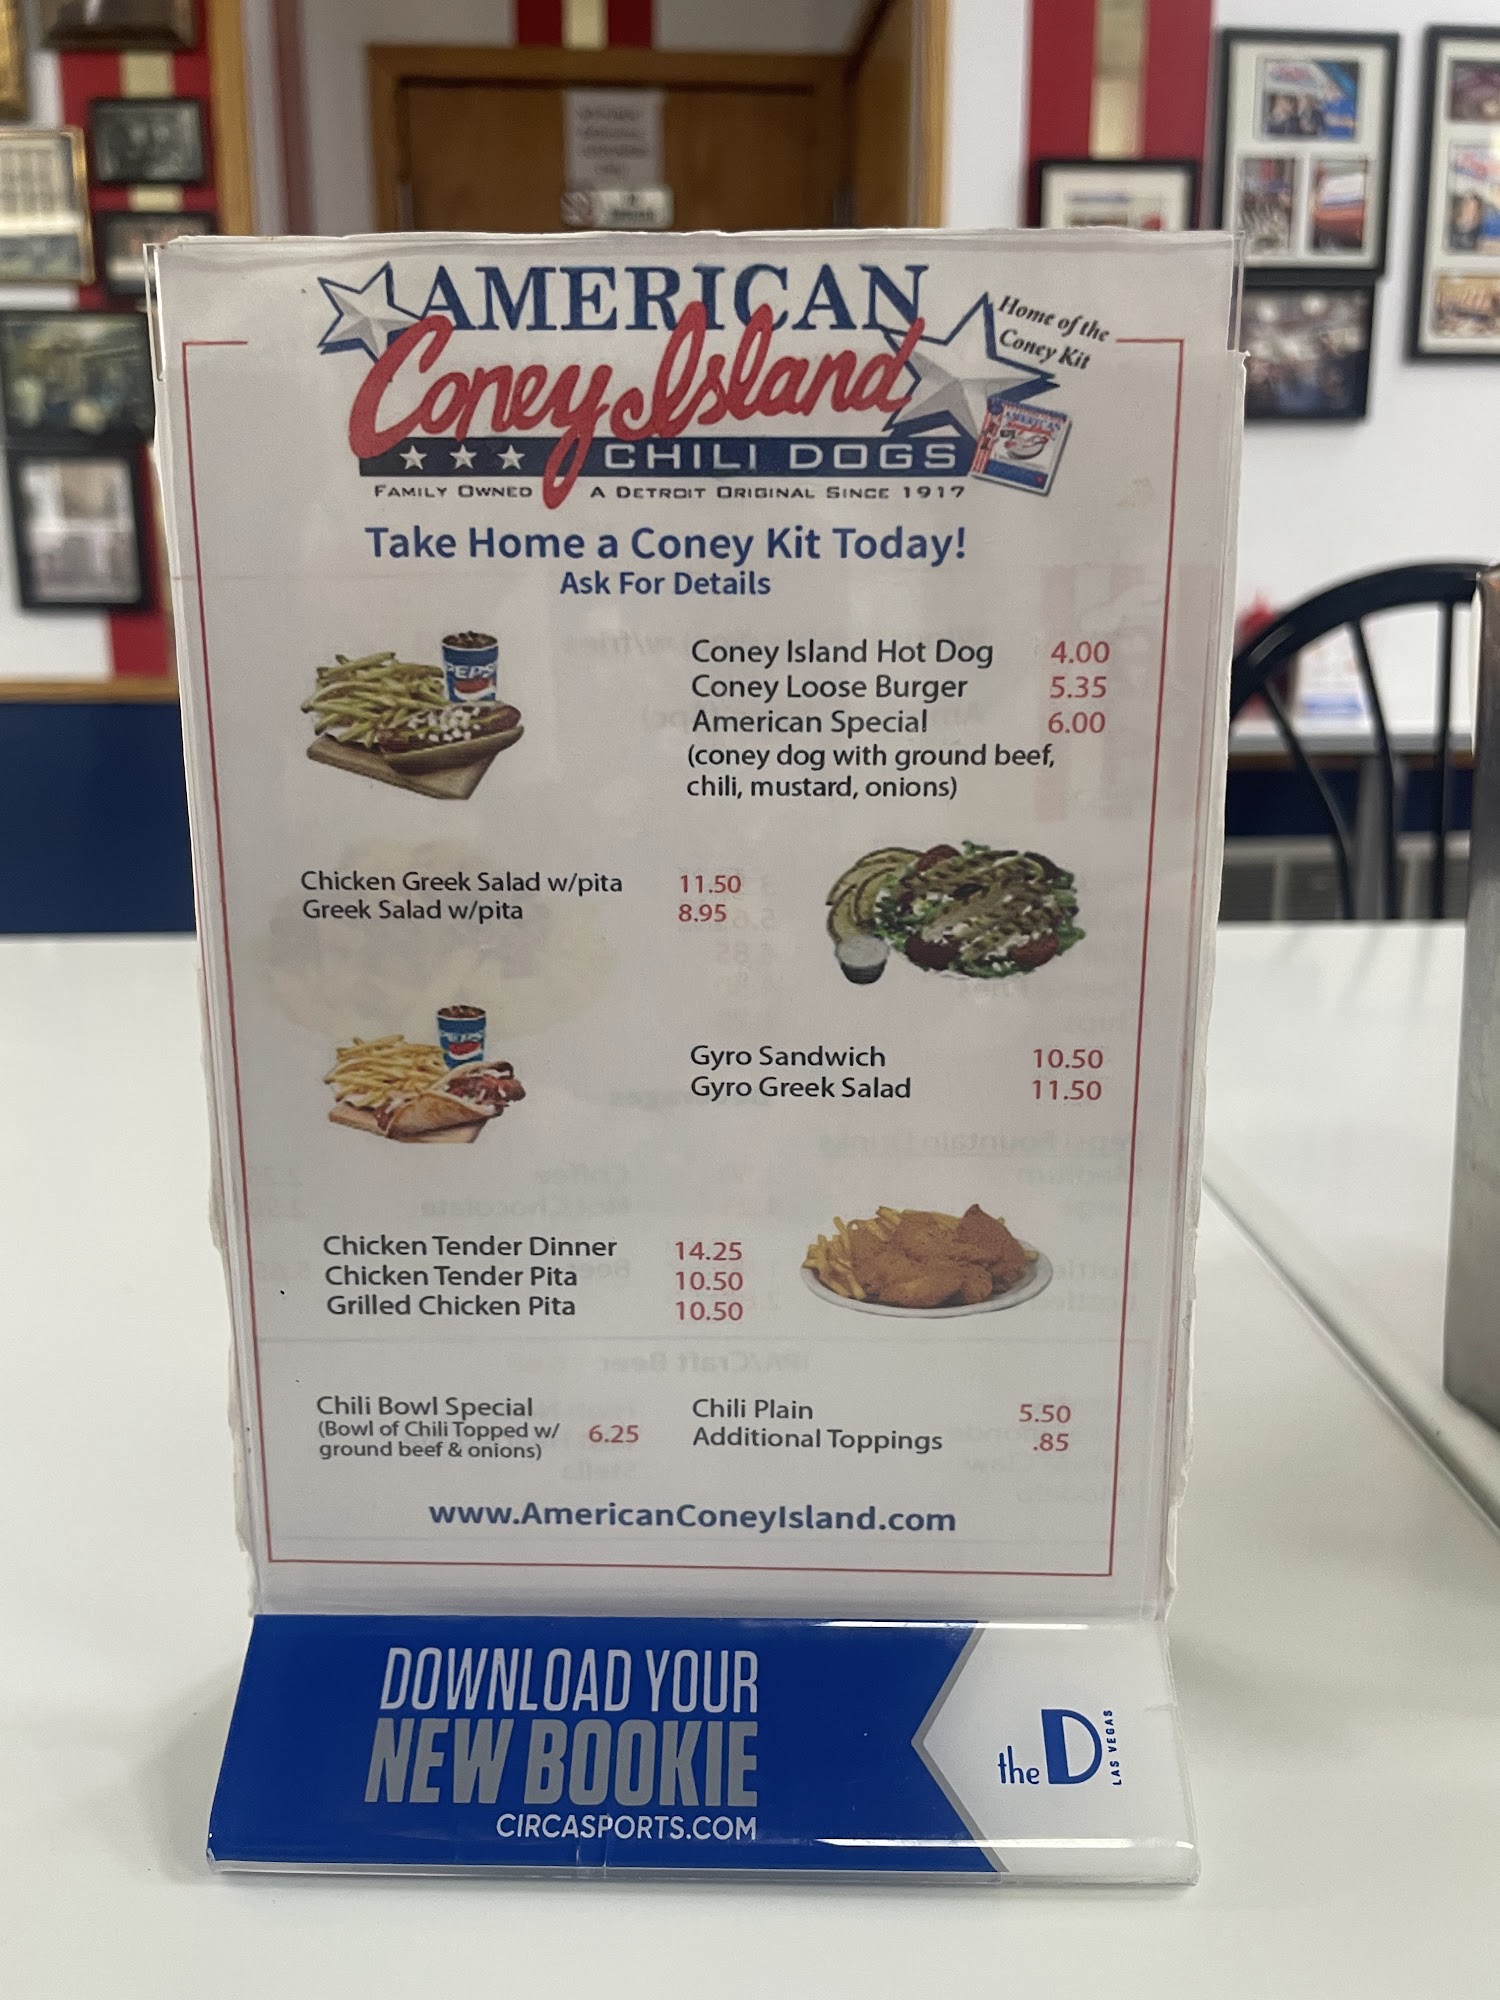 AMERICAN
Coney Island
CHILI DOGS
Home of the
Coney Kit
FAMILY OWNED A DETROIT ORIGINAL SINCE 1917
Take Home a Coney Kit Today!
Ask For Details
PEPSI
Coney Island Hot Dog 4.00
Coney Loose Burger 5.35
American Special 6.00
(coney dog with ground beef,
chili, mustard, onions)
Chicken Greek Salad w/pita 11.50
Greek Salad w/pita 8.95
PEPSI
Gyro Sandwich 10.50
Gyro Greek Salad 11.50
Chicken Tender Dinner 14.25
Chicken Tender Pita 10.50
Grilled Chicken Pita 10.50
Chili Bowl Special
(Bowl of Chili Topped w/ 6.25
ground beef & onions)
Chili Plain 5.50
Additional Toppings .85
www.AmericanConeyIsland.com
DOWNLOAD YOUR
NEW BOOKIE
CIRCASPORTS.COM
the D LAS VEGAS